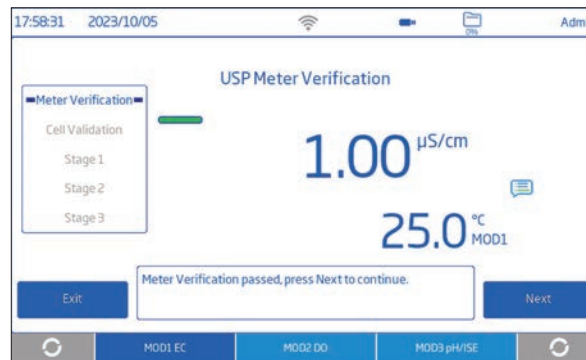 17:58:31 2023/10/05 0% Adm
USP Meter Verification
Meter Verification
Cell Validation
Stage 1
Stage 2
Stage 3
1.00 µS/cm
25.0 °C MOD1
Meter Verification passed, press Next to continue.
Exit
Next
MOD1 EC MOD2 DO MOD3 pH/ISE